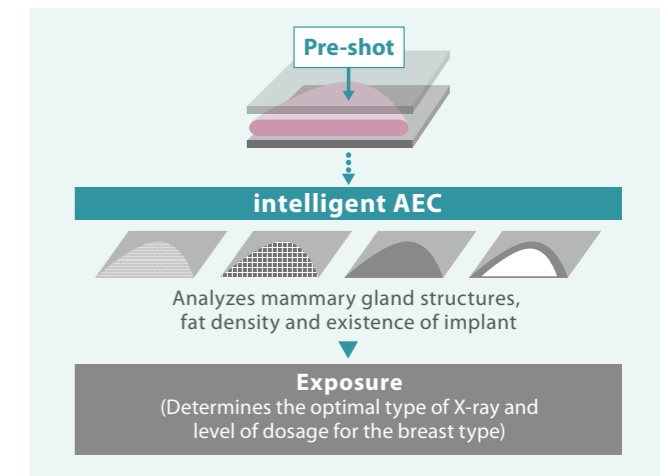 Pre-shot
intelligent AEC
Analyzes mammary gland structures,
fat density and existence of implant
Exposure
(Determines the optimal type of X-ray and
level of dosage for the breast type)